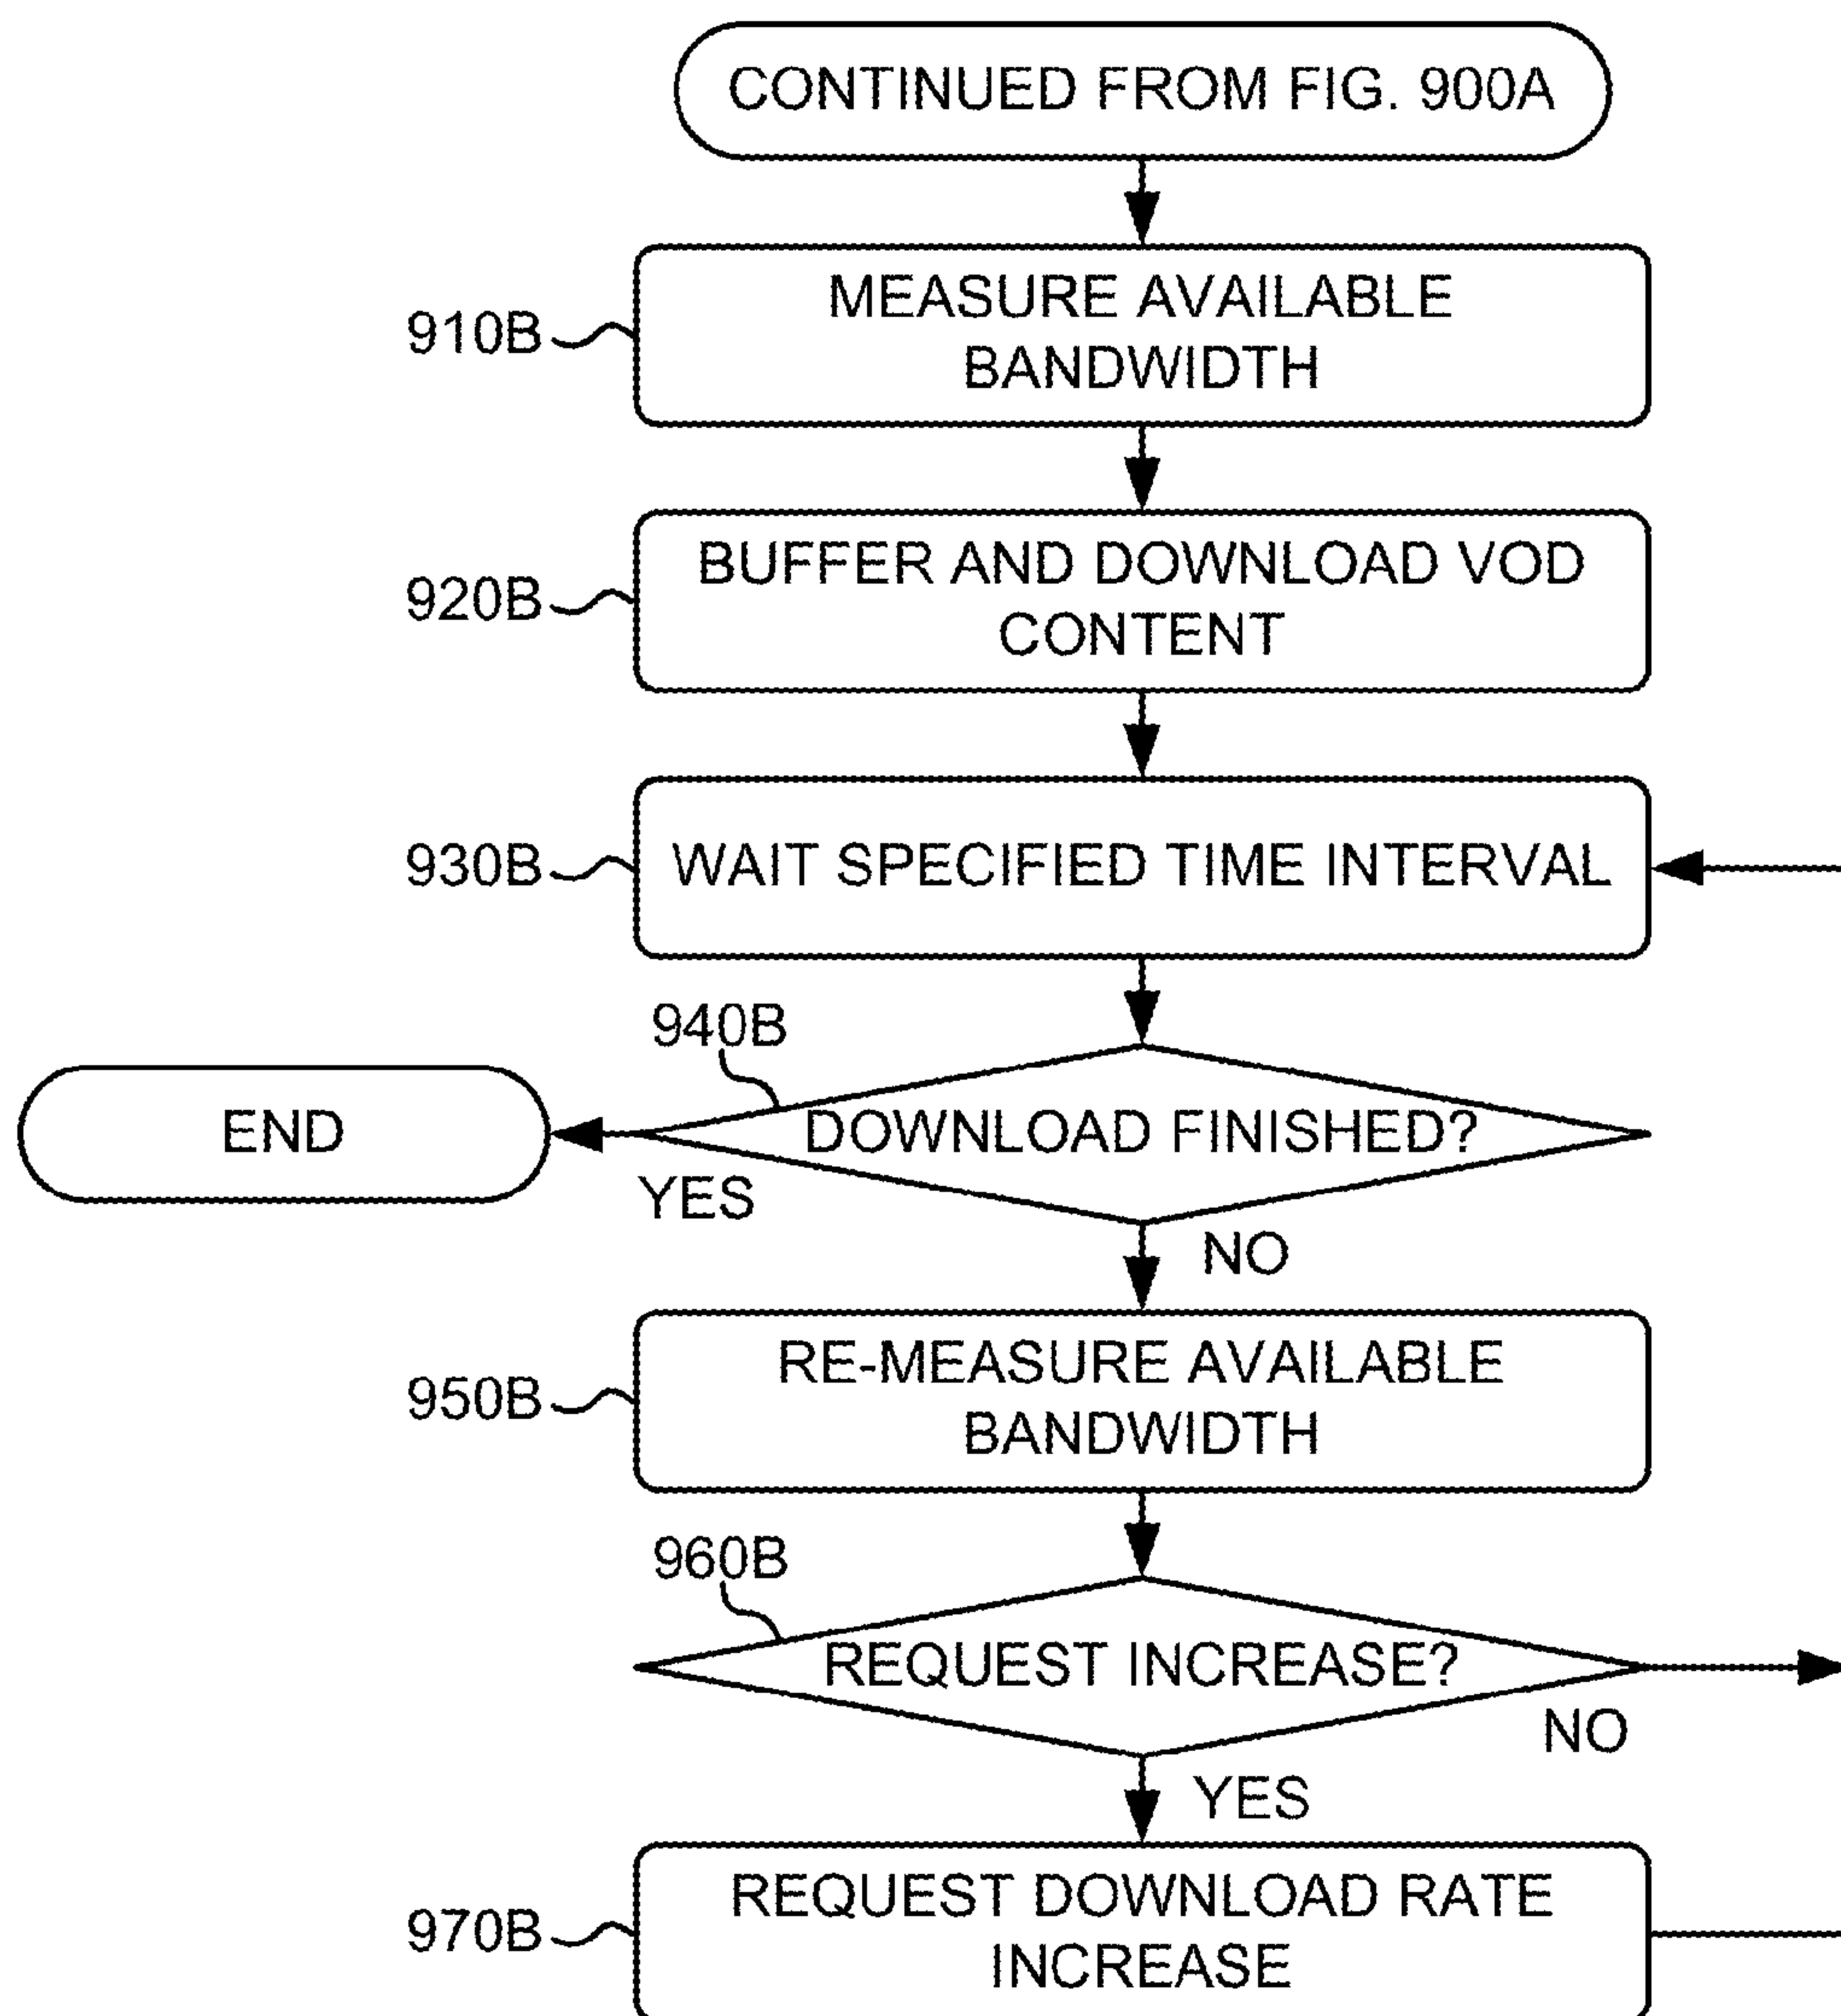 CONTINUED FROM FIG. 900A
910B
MEASURE AVAILABLE
BANDWIDTH
920B
BUFFER AND DOWNLOAD VOD
CONTENT
930B
WAIT SPECIFIED TIME INTERVAL
940B
END
DOWNLOAD FINISHED?
YES
NO
950B
RE-MEASURE AVAILABLE
BANDWIDTH
960B
REQUEST INCREASE?
NO
YES
970B
REQUEST DOWNLOAD RATE
INCREASE